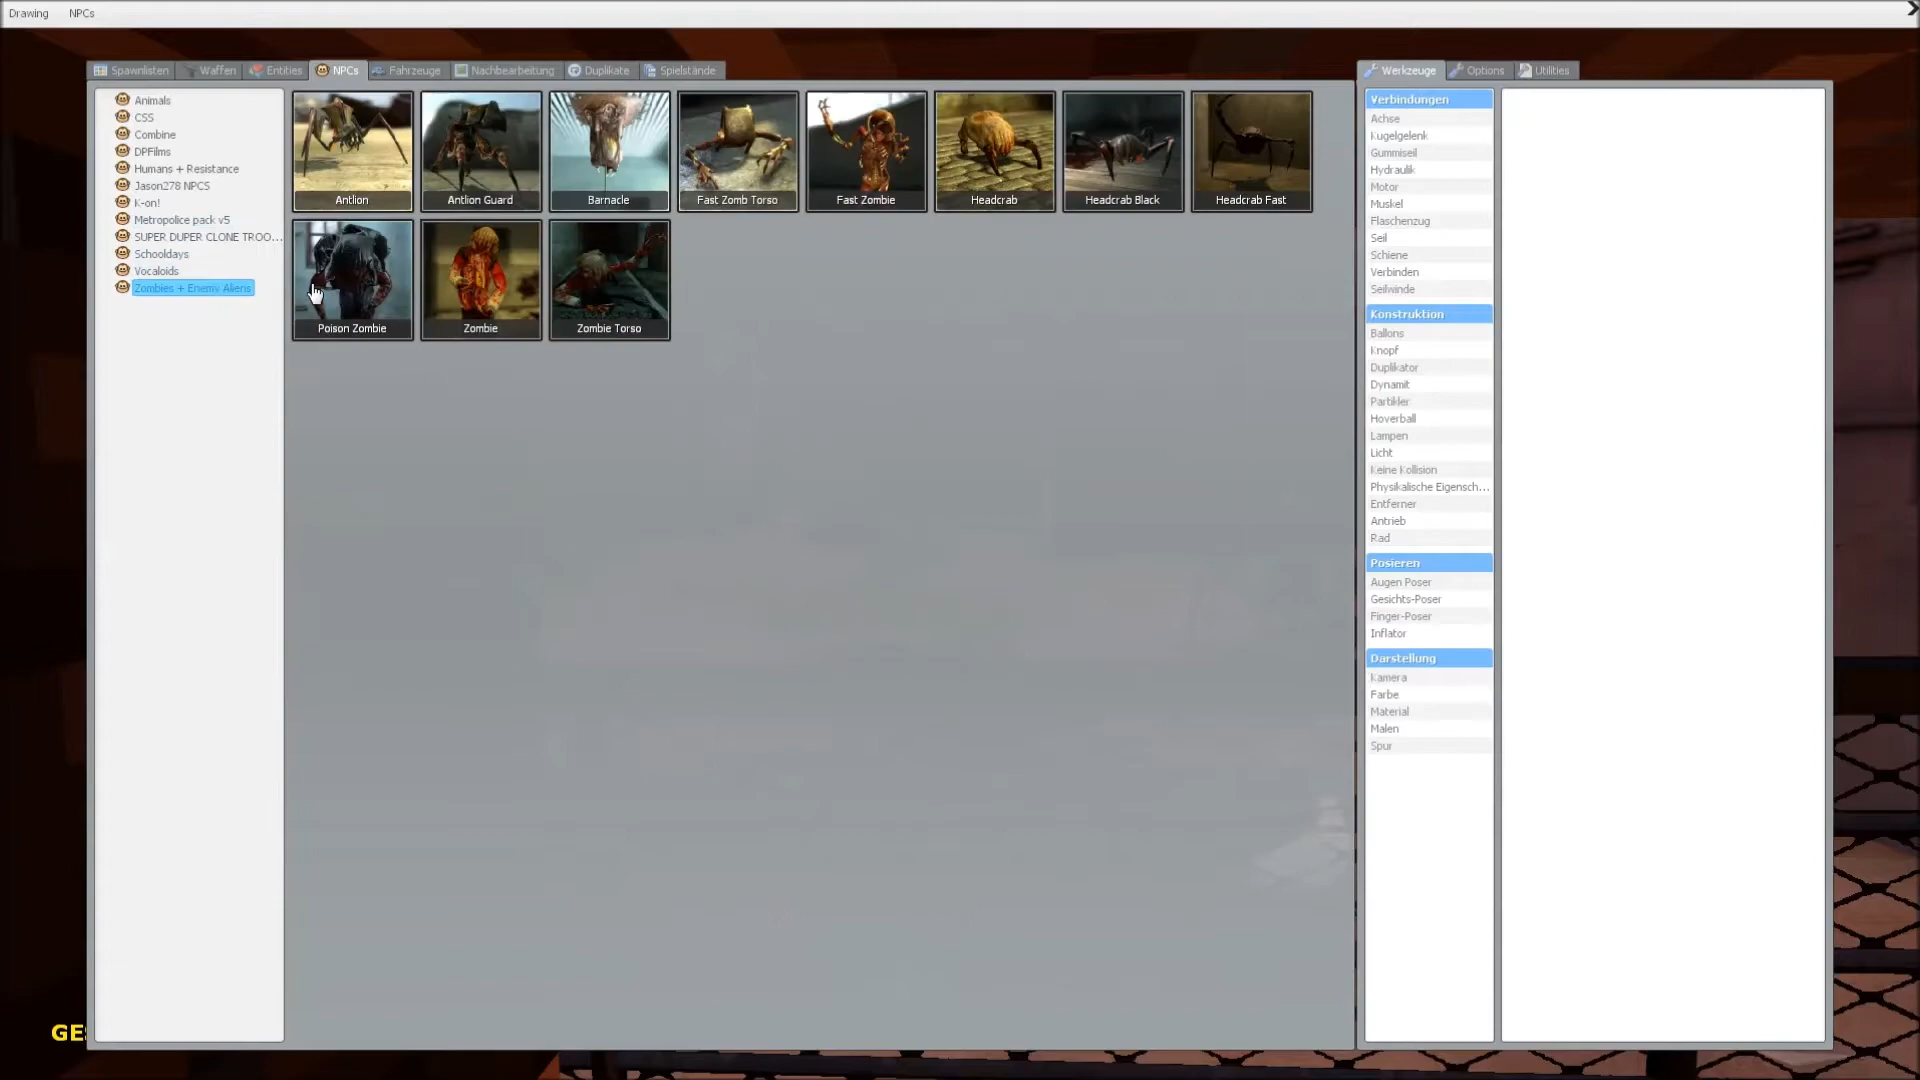 Drawing NPCs
Spawnlisten Waffen Entities NPCs Fahrzeuge Nachbearbeitung Duplikate Spielstände
Werkzeuge Options Utilities
Animals
CSS
Combine
DPFilms
Humans + Resistance
Jason278 NPCS
K-on!
Metropolice pack v5
SUPER DUPER CLONE TROO...
Schooldays
Vocaloids
Zombies + Enemy Aliens
Antlion Antlion Guard Barnacle Fast Zomb Torso Fast Zombie Headcrab Headcrab Black Headcrab Fast
Poison Zombie Zombie Zombie Torso
Verbindungen
Achse
Kugelgelenk
Gummiseil
Hydraulik
Motor
Muskel
Flaschenzug
Seil
Schiene
Verbinden
Seilwinde
Konstruktion
Ballons
Knopf
Duplikator
Dynamit
Partikler
Hoverball
Lampen
Licht
Keine Kollision
Physikalische Eigensch...
Entferner
Antrieb
Rad
Posieren
Augen Poser
Gesichts-Poser
Finger-Poser
Inflator
Darstellung
Kamera
Farbe
Material
Malen
Spur